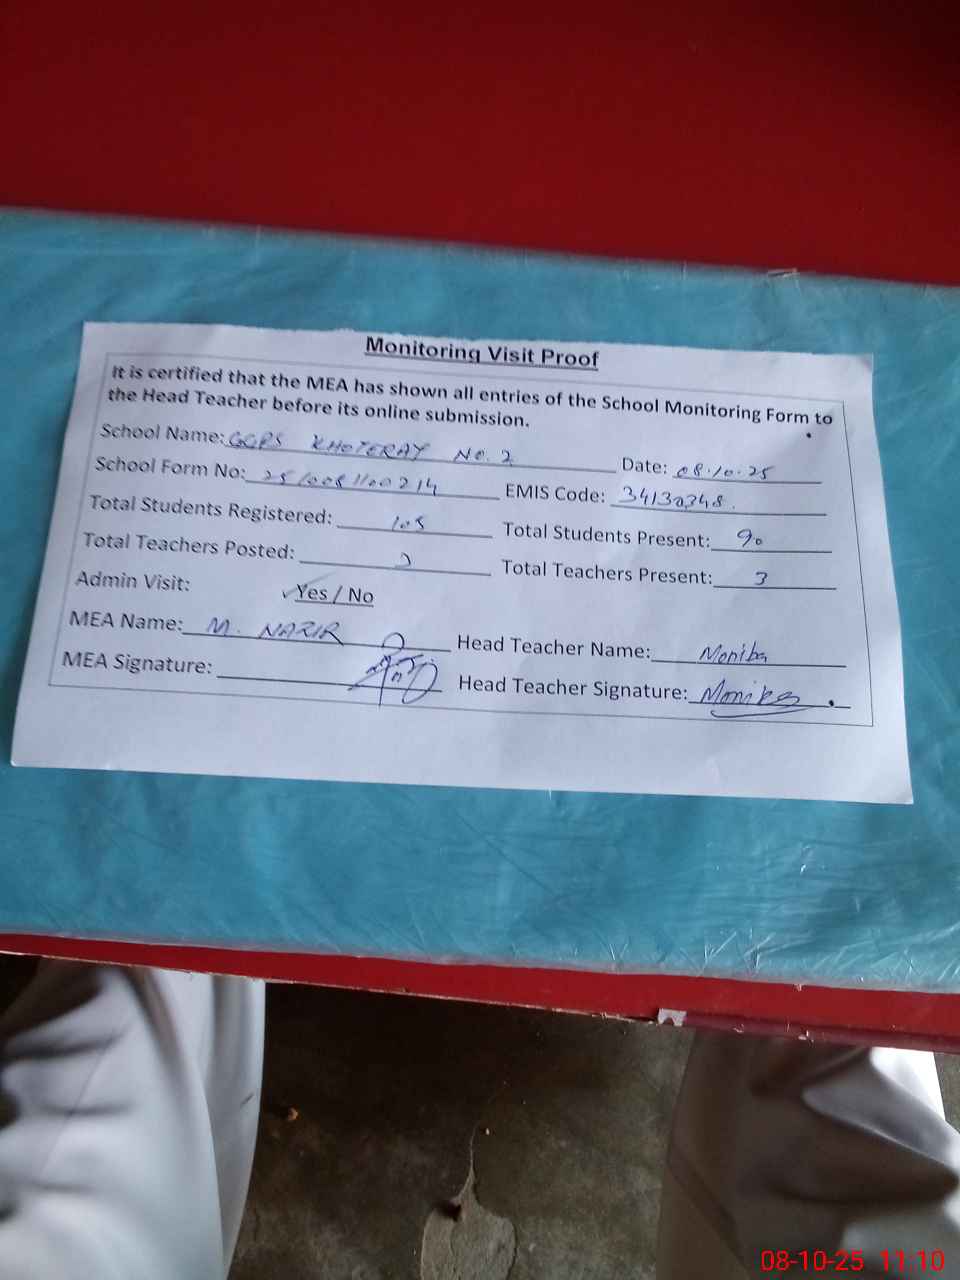 Monitoring Visit Proof
It is certified that the MEA has shown all entries of the School Monitoring Form to
the Head Teacher before its online submission.
School Name: GGPS KHOTERAY No. 2 Date: 08.10.25
School Form No: 2510081100214 EMIS Code: 34130348.
Total Students Registered: 105 Total Students Present: 90
Total Teachers Posted: 3 Total Teachers Present: 3
Admin Visit: ✓Yes / No
MEA Name: M. NAZIR Head Teacher Name: Moniba
MEA Signature: Head Teacher Signature: Moniba
08-10-25 11:10